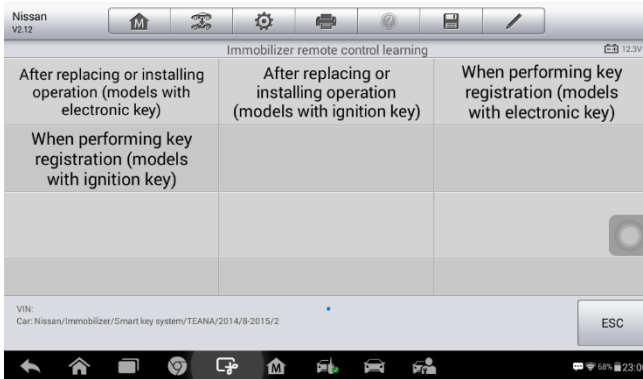 Nissan
V2.12
Immobilizer remote control learning
12.3V
After replacing or installing
operation (models with
electronic key)
After replacing or
installing operation
(models with ignition key)
When performing key
registration (models
with electronic key)
When performing key
registration (models
with ignition key)
VIN:
Car: Nissan/Immobilizer/Smart key system/TEANA/2014/8-2015/2
ESC
68%